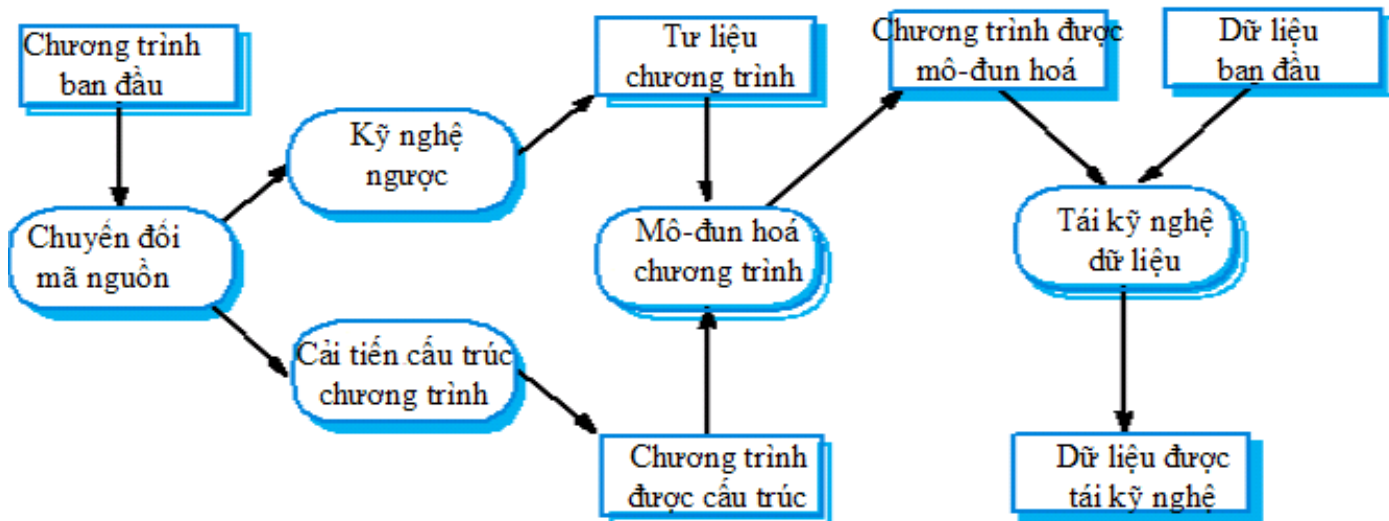 Chương trình
ban đầu
Tư liệu
chương trình
Chương trình được
mô-đun hoá
Dữ liệu
ban đầu
Kỹ nghệ
ngược
Chuyển đổi
mã nguồn
Mô-đun hoá
chương trình
Tái kỹ nghệ
dữ liệu
Cải tiến cấu trúc
chương trình
Chương trình
được cấu trúc
Dữ liệu được
tái kỹ nghệ